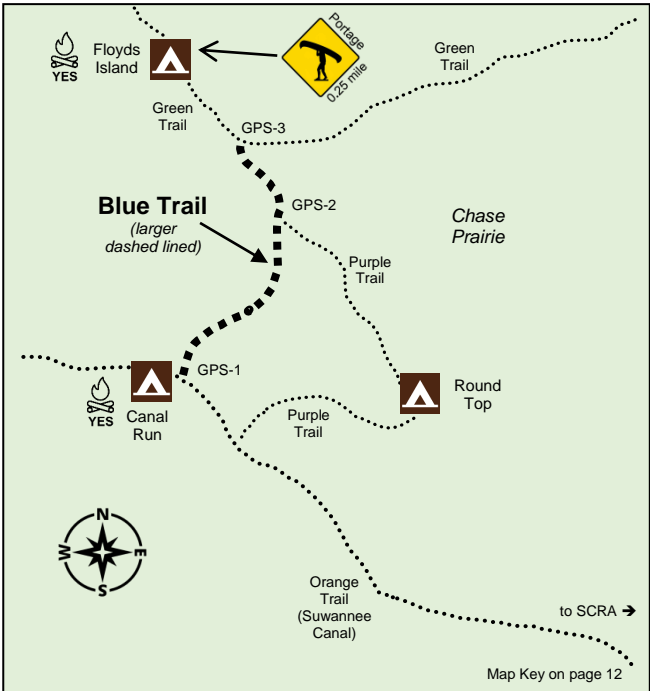 YES
Floyds
Island
Portage
0.25 mile
Green
Trail
Green
Trail
GPS-3
Blue Trail
(larger
dashed lined)
GPS-2
Chase
Prairie
Purple
Trail
GPS-1
YES
Canal
Run
Purple
Trail
Round
Top
N
W
E
S
Orange
Trail
(Suwannee
Canal)
to SCRA →
Map Key on page 12